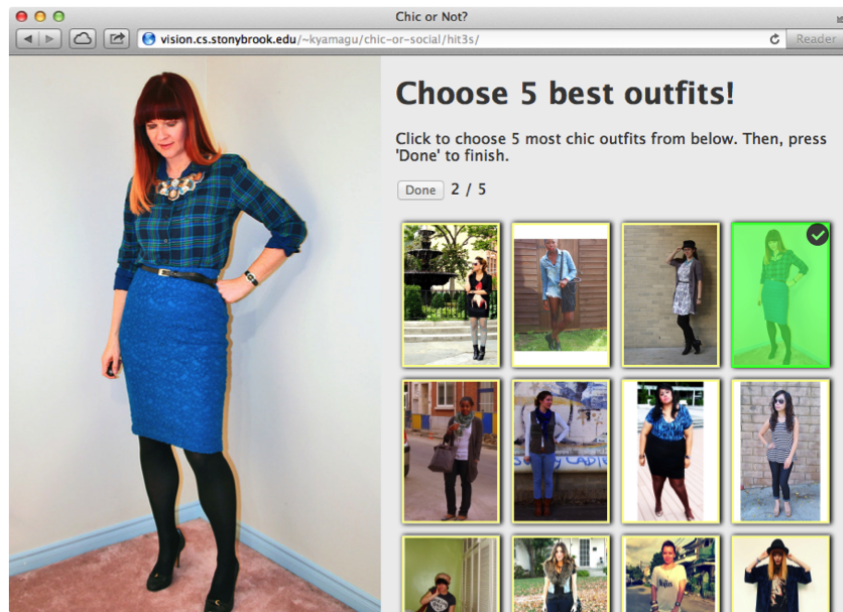 Chic or Not?
vision.cs.stonybrook.edu/~kyamagu/chic-or-social/hit3s/
Reader
Choose 5 best outfits!
Click to choose 5 most chic outfits from below. Then, press
'Done' to finish.
Done 2 / 5